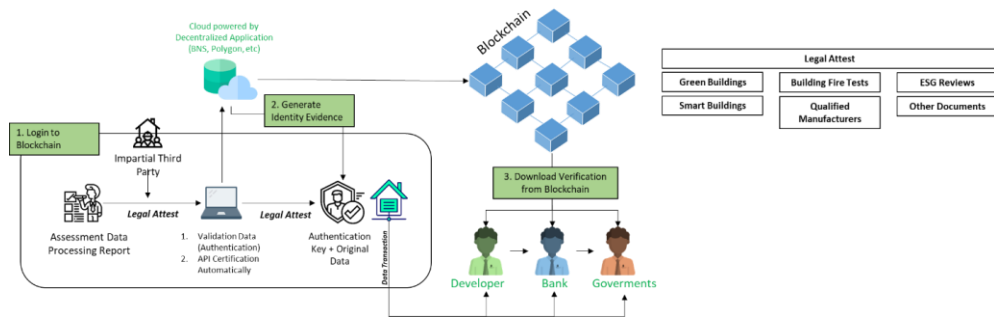 Cloud powered by
Decentralized Application
(BNS, Polygon, etc)
Blockchain
2. Generate
Identity Evidence
1. Login to
Blockchain
Impartial Third
Party
Legal Attest
Legal Attest
Assessment Data
Processing Report
1. Validation Data
(Authentication)
2. API Certification
Automatically
Authentication
Key + Original
Data
Data Transaction
3. Download Verification
from Blockchain
Developer
Bank
Goverments
Legal Attest
Green Buildings
Building Fire Tests
ESG Reviews
Smart Buildings
Qualified
Manufacturers
Other Documents